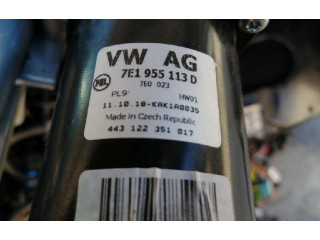 VW AG
7E1 955 113 D
7E0 023
PL9
HW01
11.10.18-KAK1A0035
Made in Czech Republic
443 122 351 017